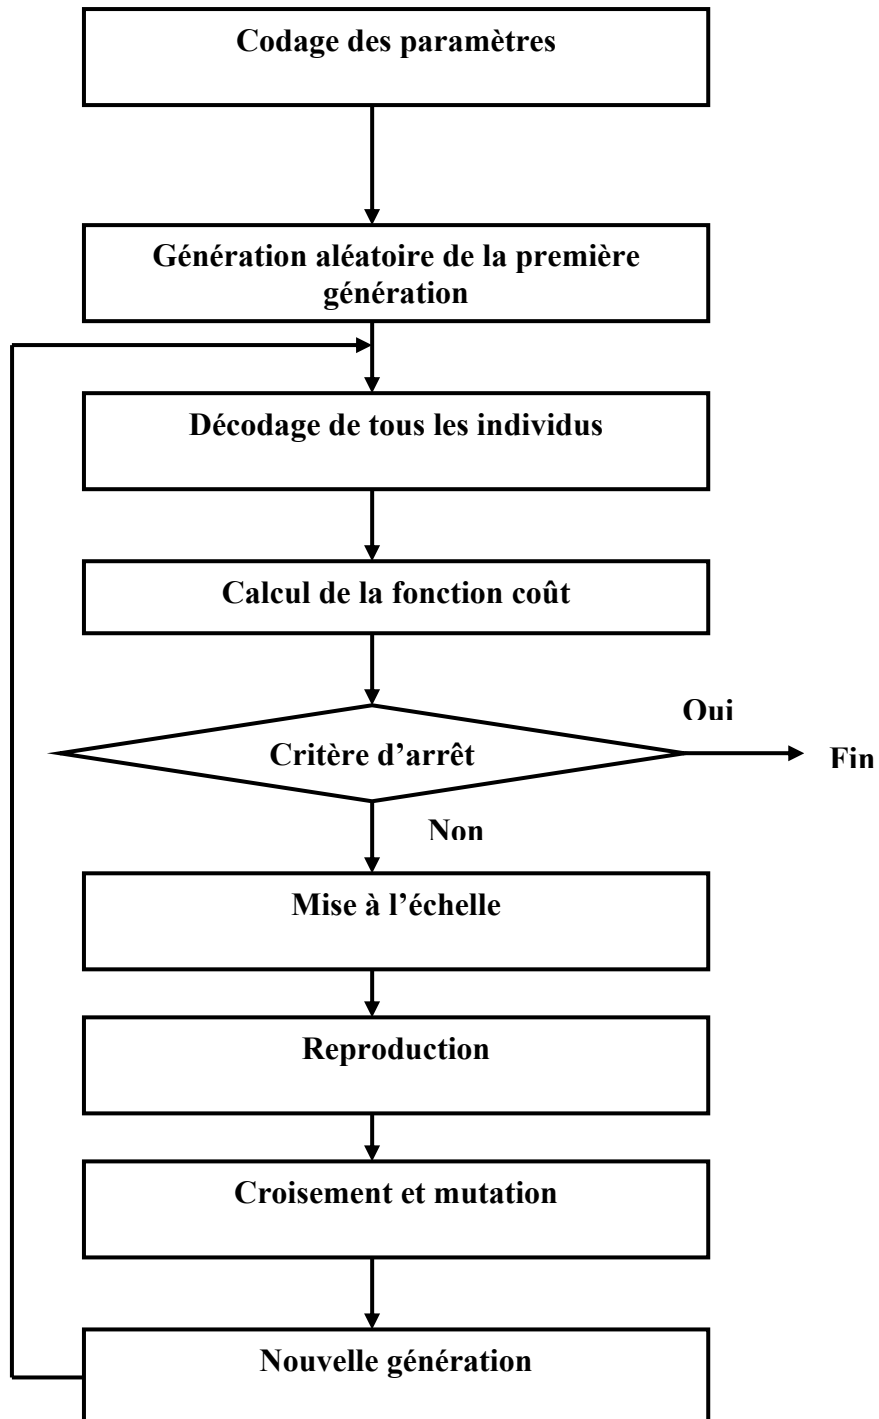 Codage des paramètres
Génération aléatoire de la première
génération
Décodage de tous les individus
Calcul de la fonction coût
Oui
Critère d’arrêt
Fin
Non
Mise à l’échelle
Reproduction
Croisement et mutation
Nouvelle génération